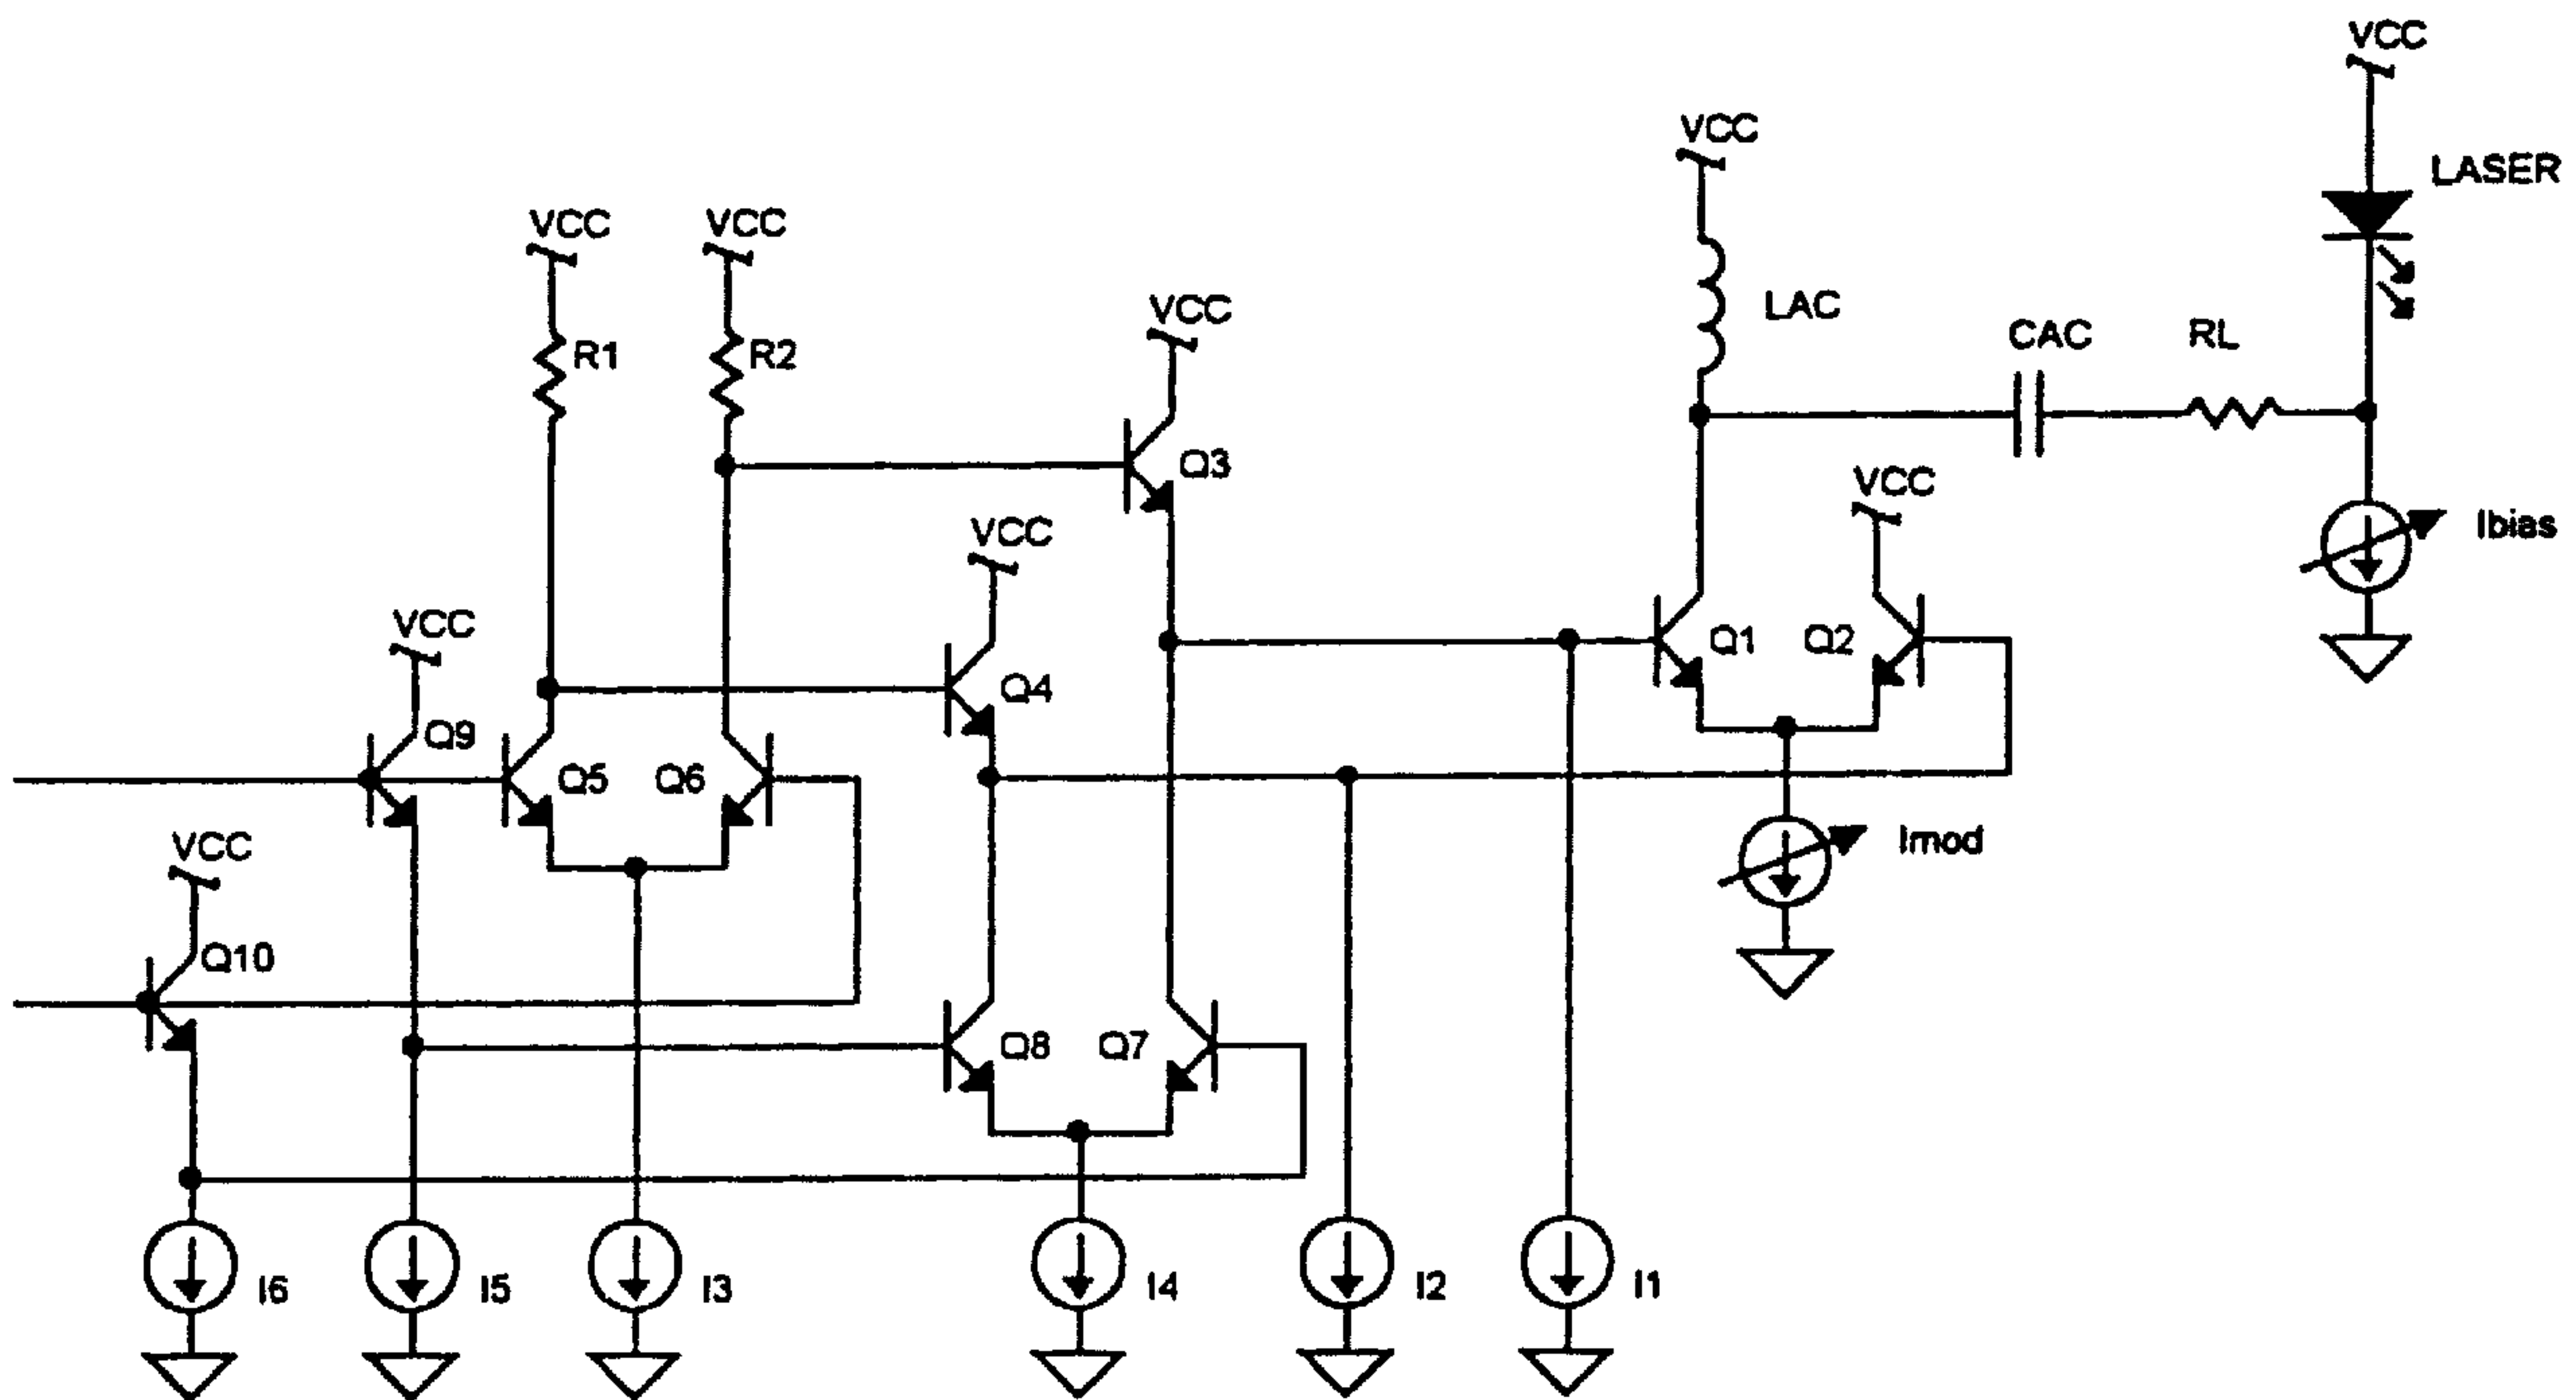 VCC
LASER
VCC
VCC
VCC
VCC
LAC
CAC
RL
R1
R2
Q3
VCC
VCC
Ibias
VCC
Q1
Q2
Q4
Q9
Q5
Q6
VCC
Imod
Q10
Q8
Q7
I6
I5
I3
I4
I2
I1